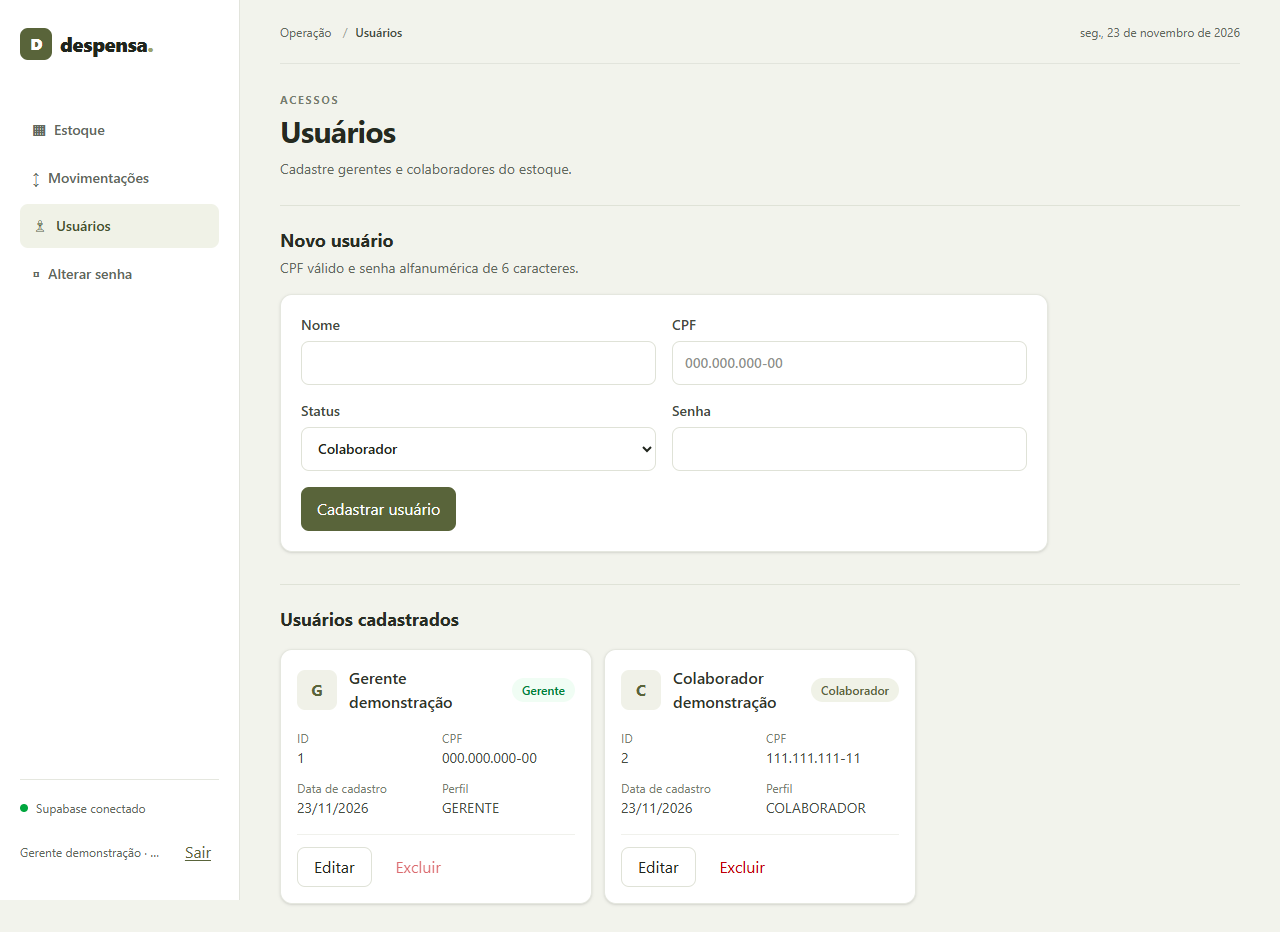 D despensa.
Estoque
Movimentações
Usuários
Alterar senha
Supabase conectado
Gerente demonstração · ... Sair
Operação / Usuários
seg., 23 de novembro de 2026
ACESSOS
Usuários
Cadastre gerentes e colaboradores do estoque.
Novo usuário
CPF válido e senha alfanumérica de 6 caracteres.
Nome CPF
000.000.000-00
Status Senha
Colaborador
Cadastrar usuário
Usuários cadastrados
G Gerente demonstração Gerente
ID CPF
1 000.000.000-00
Data de cadastro Perfil
23/11/2026 GERENTE
Editar Excluir
C Colaborador demonstração Colaborador
ID CPF
2 111.111.111-11
Data de cadastro Perfil
23/11/2026 COLABORADOR
Editar Excluir